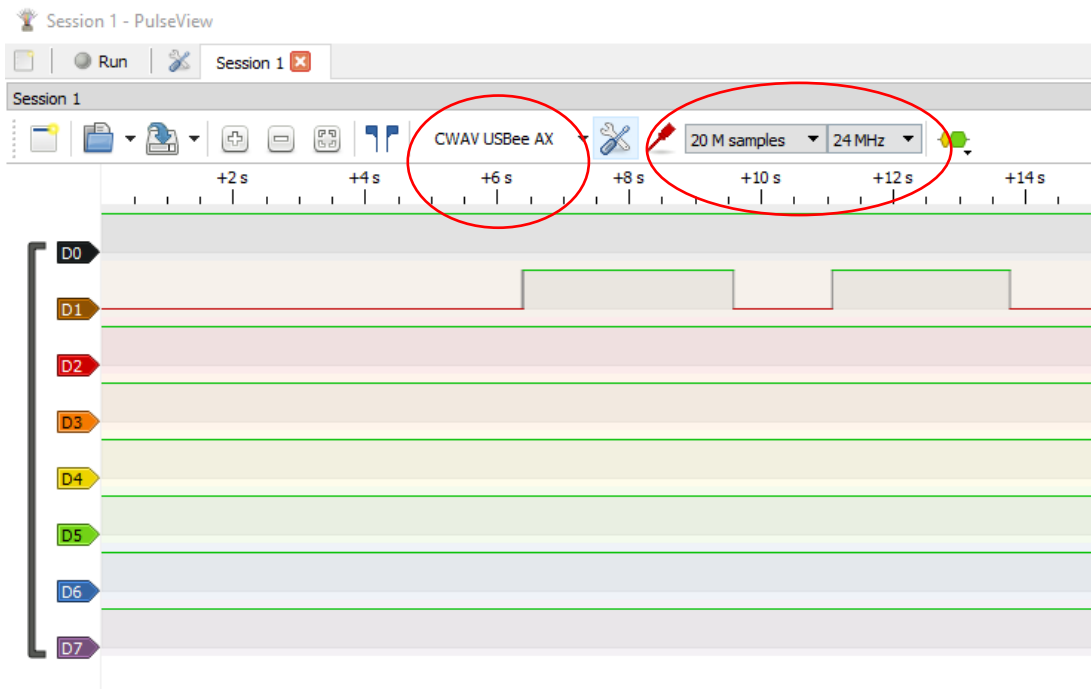 Session 1 - PulseView
Run Session 1
Session 1
CWAV USBee AX 20 M samples 24 MHz
+2 s +4 s +6 s +8 s +10 s +12 s +14 s
D0
D1
D2
D3
D4
D5
D6
D7